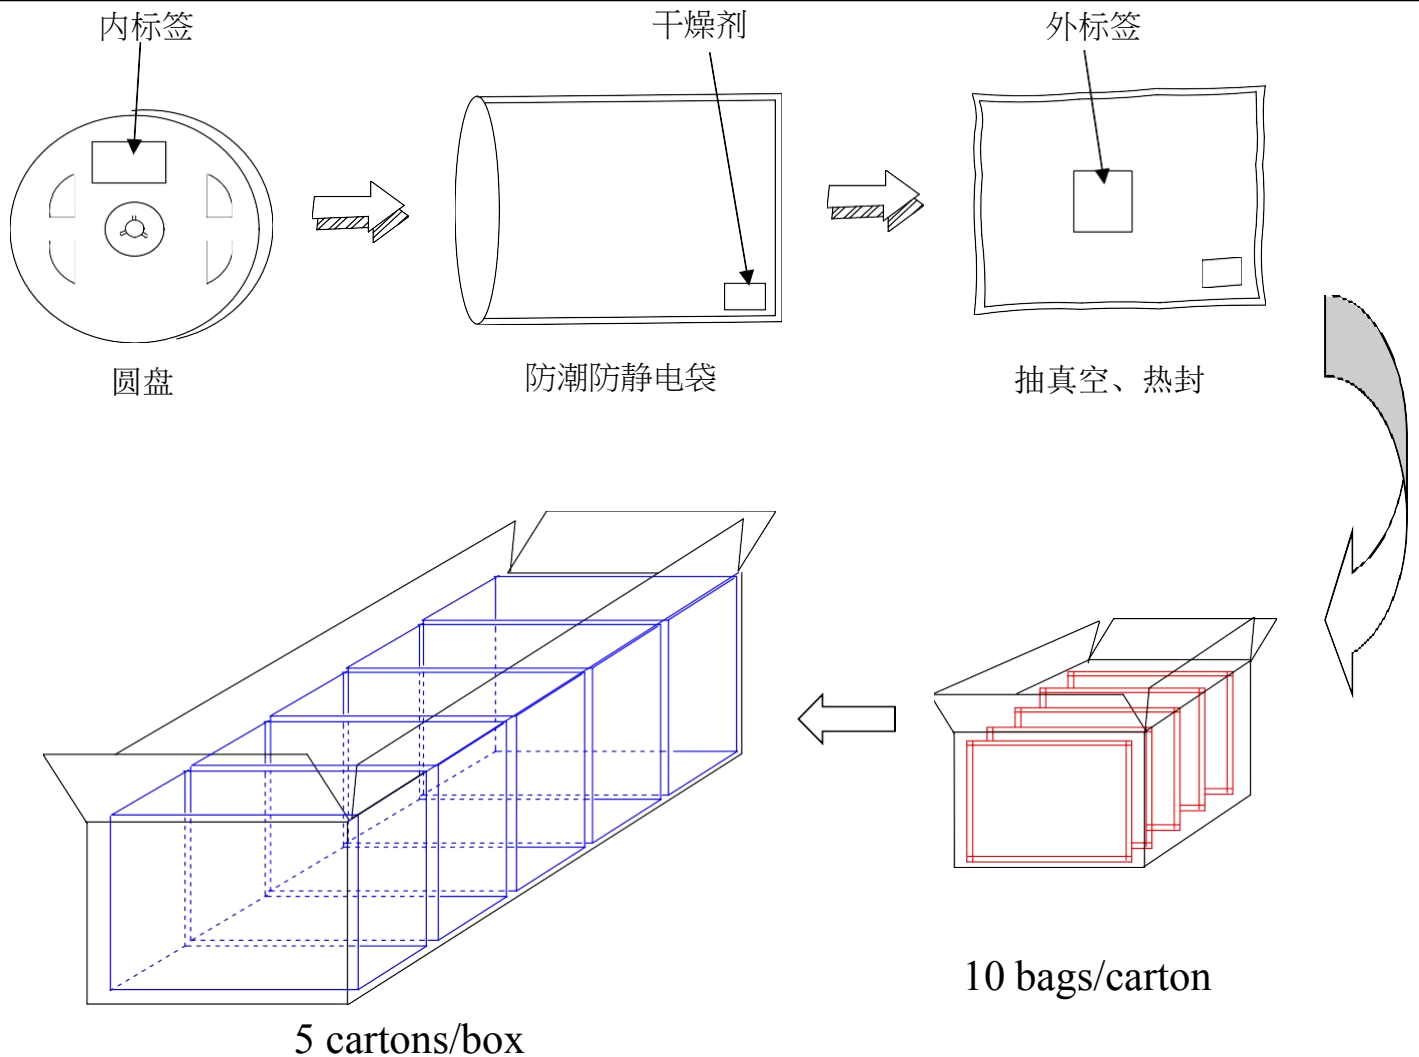 内标签
干燥剂
外标签
圆盘
防潮防静电袋
抽真空、热封
10 bags/carton
5 cartons/box